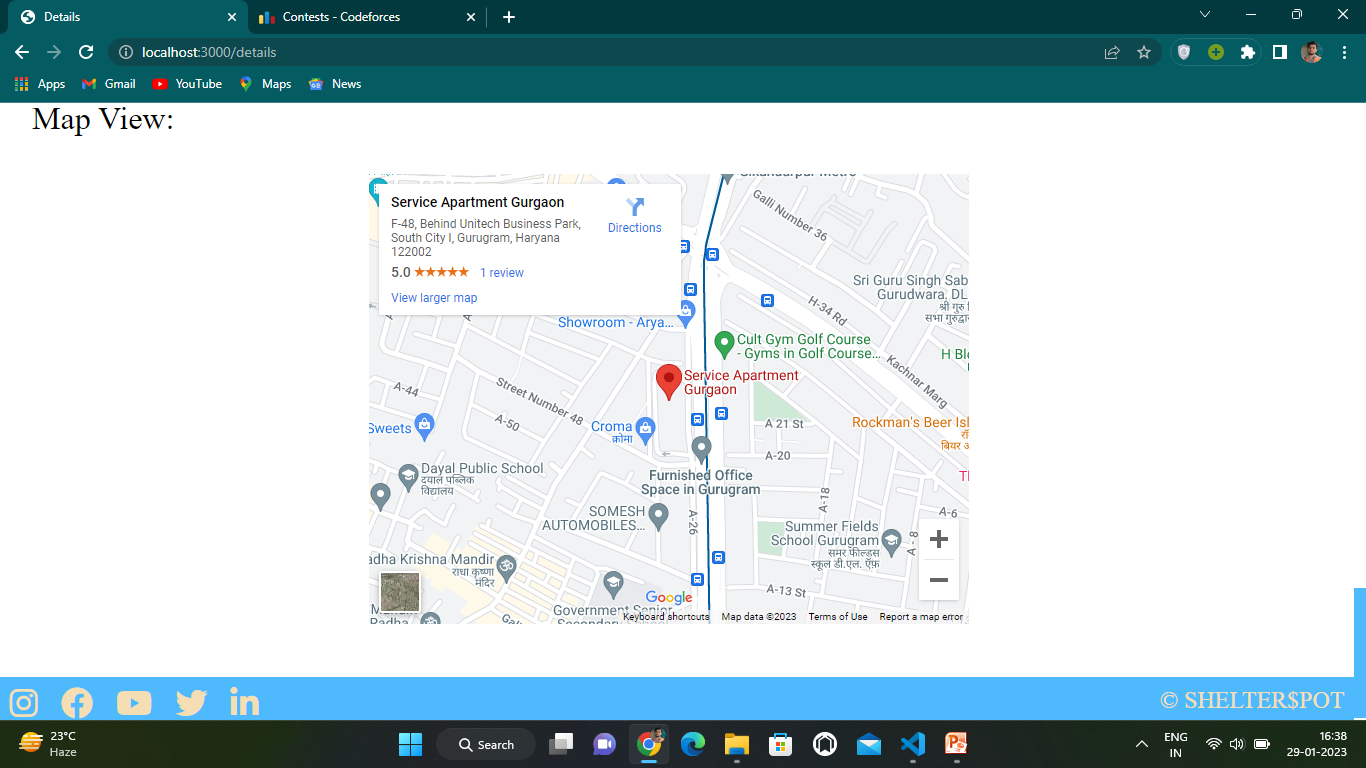 Details
Contests - Codeforces
localhost:3000/details
Apps
Gmail
YouTube
Maps
News
Map View:
Service Apartment Gurgaon
F-48, Behind Unitech Business Park,
South City I, Gurugram, Haryana
122002
5.0
1 review
View larger map
Directions
Galli Number 36
Sri Guru Singh Sab
Gurudwara. DL
श्री गुरु
सभा गुरुद्वा
H-34 Rd
Showroom - Arya...
Cult Gym Golf Course
- Gyms in Golf Course...
Kachnar Marg
Service Apartment
Gurgaon
A-44
Street Number 48
A-50
Sweets
Croma
क्रोमा
A 21 St
Rockman's Beer
बियर
A-20
Dayal Public School
दयाल पब्लिक
विद्यालय
Furnished Office
Space in Gurugram
A-18
A-6
SOMESH
AUTOMOBILES...
A-26
Summer Fields
School Gurugram
समर फील्डस
स्कूल डी.एल. ऍफ़
A - 8
adha Krishna Mandir
राधा कृष्णा
मंदिर
A-13 St
Google
Government Senior
Keyboard shortcuts
Map data ©2023
Terms of Use
Report a map error
© SHELTER$POT
23°C
Haze
Search
ENG
IN
16:38
29-01-2023